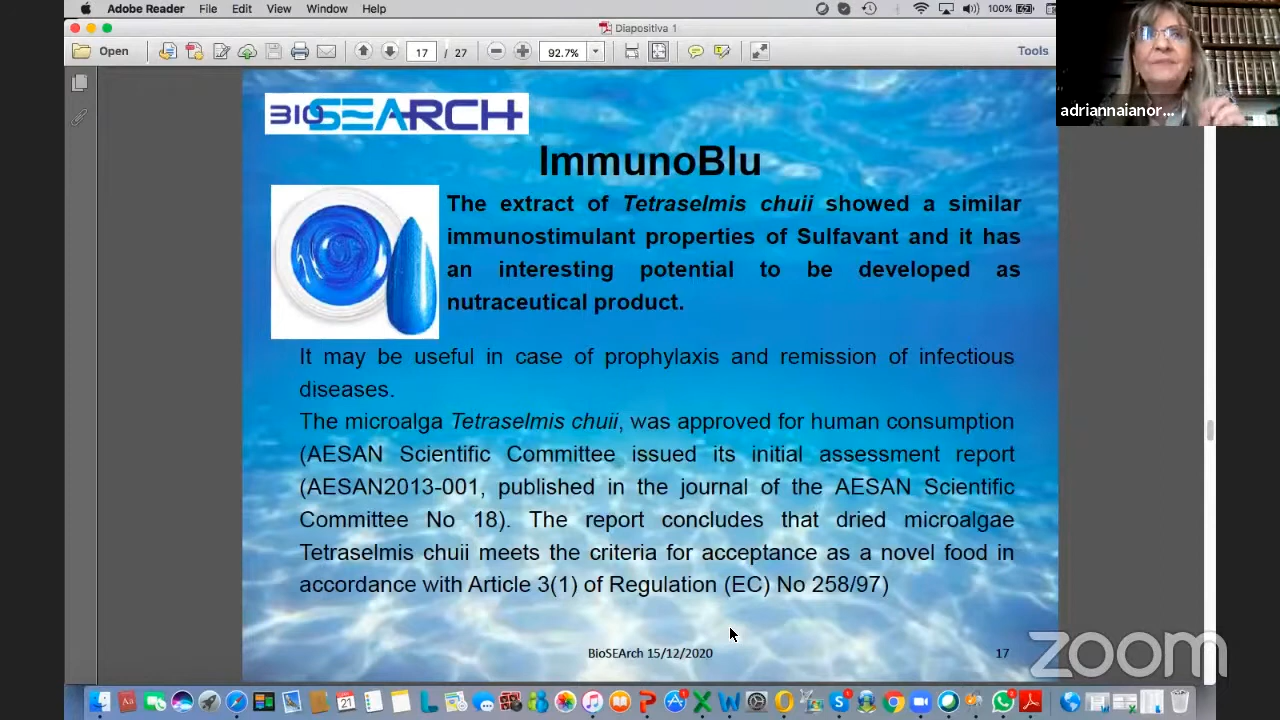 Adobe Reader File Edit View Window Help 100%
Diapositiva 1
Open 17 / 27 92.7% Tools
adriannaianor...
BIOSEARCH
ImmunoBlu
The extract of Tetraselmis chuii showed a similar
immunostimulant properties of Sulfavant and it has
an interesting potential to be developed as
nutraceutical product.
It may be useful in case of prophylaxis and remission of infectious
diseases.
The microalga Tetraselmis chuii, was approved for human consumption
(AESAN Scientific Committee issued its initial assessment report
(AESAN2013-001, published in the journal of the AESAN Scientific
Committee No 18). The report concludes that dried microalgae
Tetraselmis chuii meets the criteria for acceptance as a novel food in
accordance with Article 3(1) of Regulation (EC) No 258/97)
BioSEArch 15/12/2020
17
zoom
21